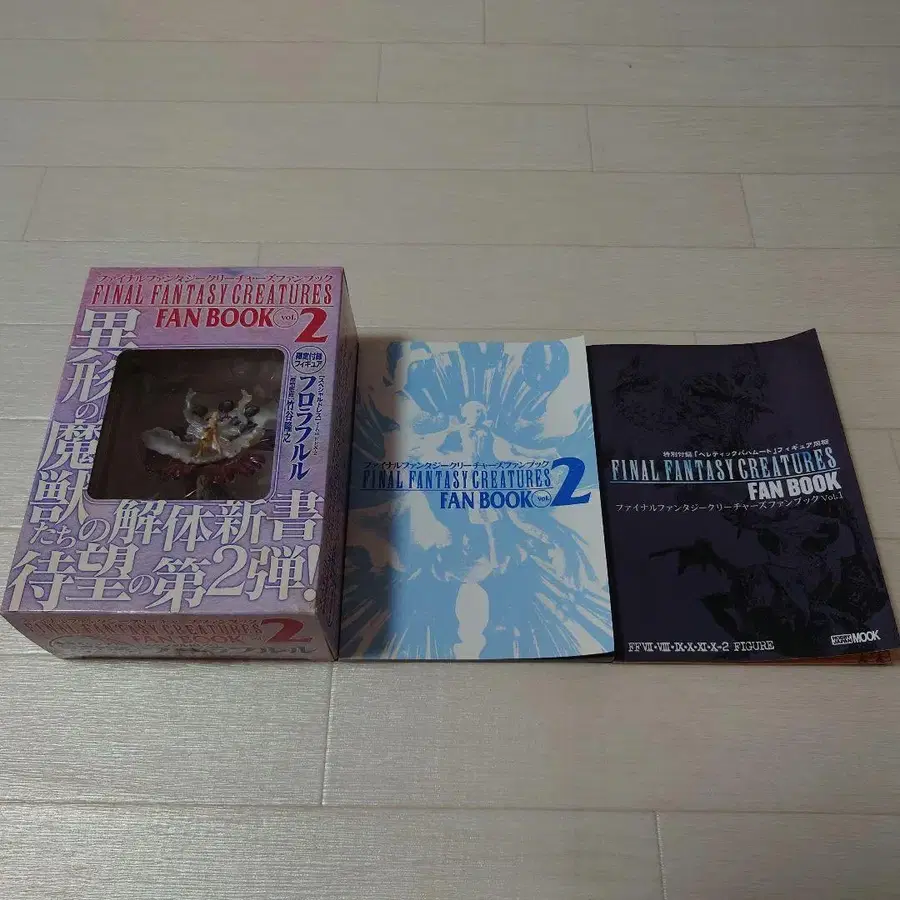 ファイナルファンタジークリーチャーズファンブック
FINAL FANTASY CREATURES
FAN BOOK vol. 2
限定付録
フィギュア
フロラフルル
竹谷隆之
異形の魔獣たちの解体新書
待望の第2弾!
FINAL FANTASY CREATURES 2
FAN BOOK
ファイナルファンタジークリーチャーズファンブック
FINAL FANTASY CREATURES
FAN BOOK vol. 2
特別付録「ヘレティックバハムート」フィギュア同梱
FINAL FANTASY CREATURES
FAN BOOK
ファイナルファンタジークリーチャーズファンブック Vol.1
MOOK
FF VII・VIII・IX・X・XI・X-2 FIGURE